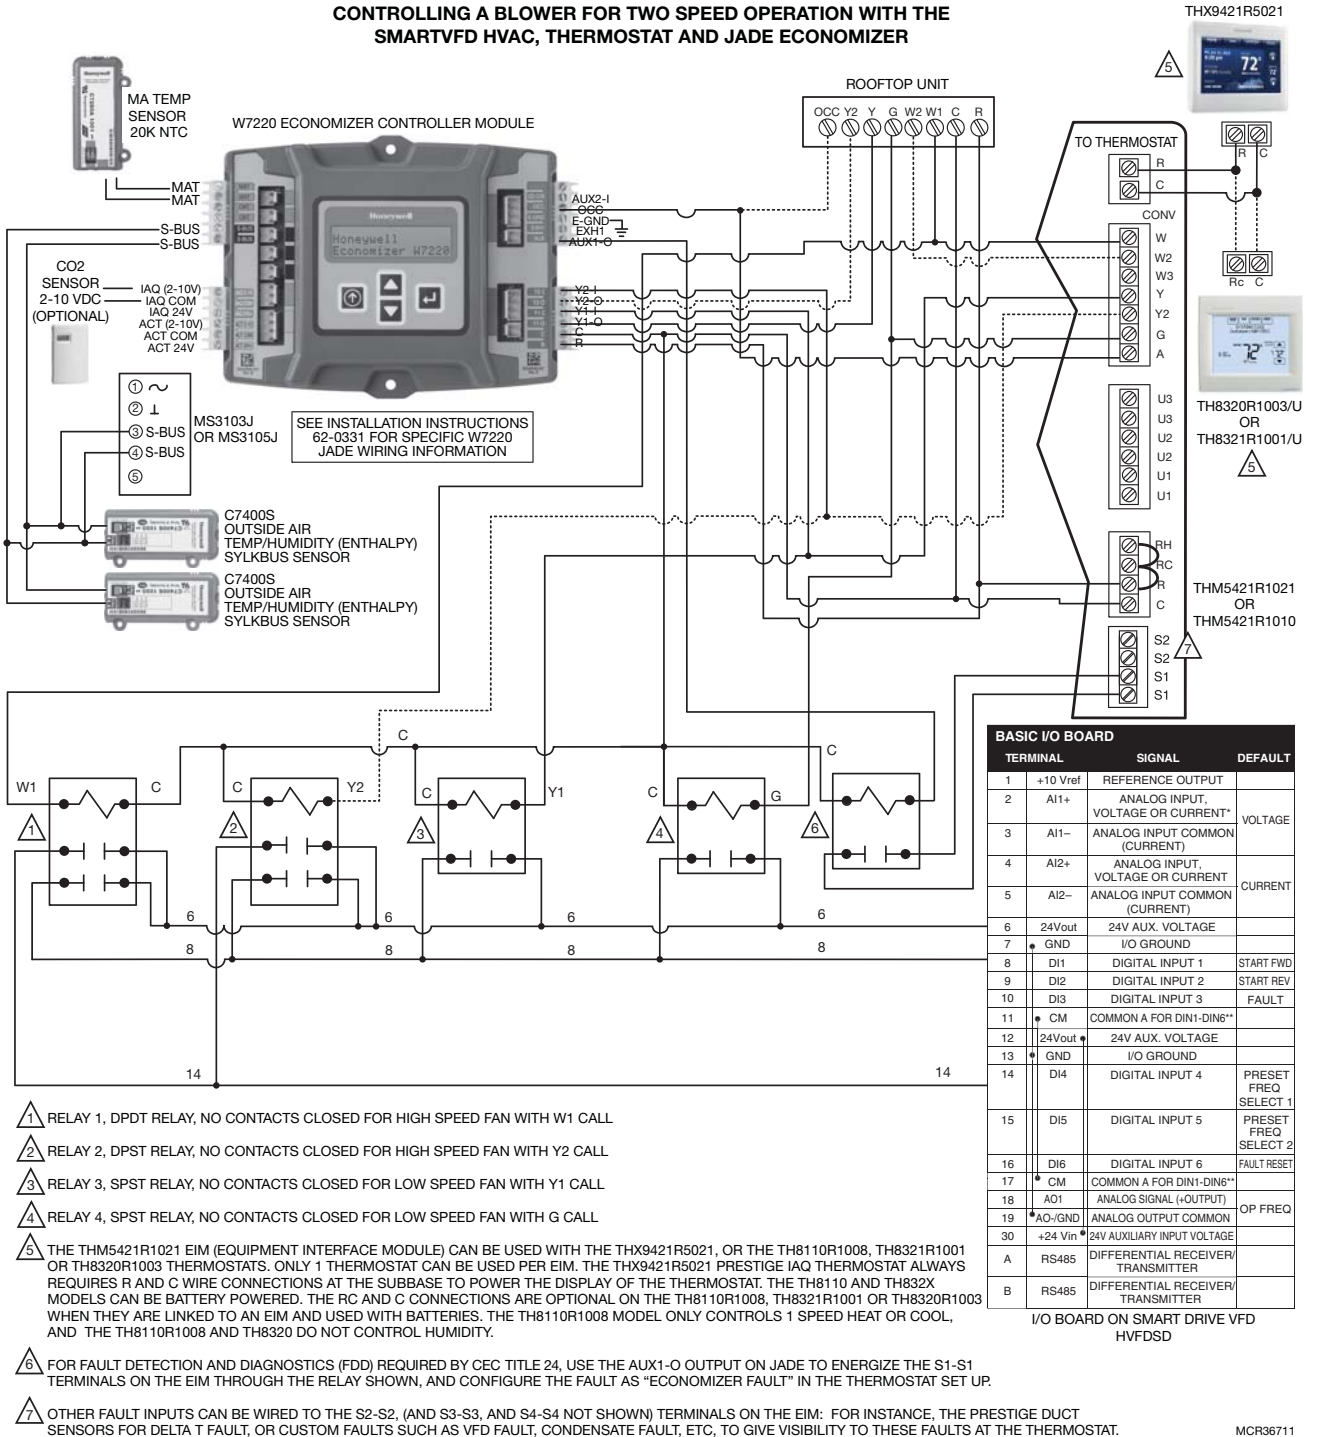 CONTROLLING A BLOWER FOR TWO SPEED OPERATION WITH THE
SMARTVFD HVAC, THERMOSTAT AND JADE ECONOMIZER
THX9421R5021
5
72°
MA TEMP
SENSOR
20K NTC
W7220 ECONOMIZER CONTROLLER MODULE
ROOFTOP UNIT
OCC Y2 Y G W2 W1 C R
TO THERMOSTAT
R
C
R C
Rc C
MAT
MAT
S-BUS
S-BUS
CO2
SENSOR
2-10 VDC
(OPTIONAL)
IAQ (2-10V)
IAQ COM
IAQ 24V
ACT (2-10V)
ACT COM
ACT 24V
Honeywell
Honeywell
Economizer W7220
AUX2-I
OCC
E-GND
EXH1
AUX1-O
Y2-I
Y2-O
Y1-I
Y1-O
C
R
CONV
W
W2
W3
Y
Y2
G
A
U3
U3
U2
U2
U1
U1
RH
RC
R
C
S2
S2
S1
S1
7
72
TH8320R1003/U
OR
TH8321R1001/U
5
THM5421R1021
OR
THM5421R1010
1
2
3 S-BUS
4 S-BUS
5
MS3103J
OR MS3105J
SEE INSTALLATION INSTRUCTIONS
62-0331 FOR SPECIFIC W7220
JADE WIRING INFORMATION
C7400S
OUTSIDE AIR
TEMP/HUMIDITY (ENTHALPY)
SYLKBUS SENSOR
C7400S
OUTSIDE AIR
TEMP/HUMIDITY (ENTHALPY)
SYLKBUS SENSOR
C
C
W1 C C Y2 C Y1 C G
1 2 3 4 6
6 6 6 6
8 8 8 8
14 14
BASIC I/O BOARD
TERMINAL SIGNAL DEFAULT
1 +10 Vref REFERENCE OUTPUT
2 AI1+ ANALOG INPUT, VOLTAGE OR CURRENT* VOLTAGE
3 AI1– ANALOG INPUT COMMON (CURRENT)
4 AI2+ ANALOG INPUT, VOLTAGE OR CURRENT CURRENT
5 AI2– ANALOG INPUT COMMON (CURRENT)
6 24Vout 24V AUX. VOLTAGE
7 GND I/O GROUND
8 DI1 DIGITAL INPUT 1 START FWD
9 DI2 DIGITAL INPUT 2 START REV
10 DI3 DIGITAL INPUT 3 FAULT
11 CM COMMON A FOR DIN1-DIN6**
12 24Vout 24V AUX. VOLTAGE
13 GND I/O GROUND
14 DI4 DIGITAL INPUT 4 PRESET FREQ SELECT 1
15 DI5 DIGITAL INPUT 5 PRESET FREQ SELECT 2
16 DI6 DIGITAL INPUT 6 FAULT RESET
17 CM COMMON A FOR DIN1-DIN6**
18 AO1 ANALOG SIGNAL (+OUTPUT) OP FREQ
19 AO-/GND ANALOG OUTPUT COMMON
30 +24 Vin 24V AUXILIARY INPUT VOLTAGE
A RS485 DIFFERENTIAL RECEIVER/ TRANSMITTER
B RS485 DIFFERENTIAL RECEIVER/ TRANSMITTER
I/O BOARD ON SMART DRIVE VFD
HVFDSD
1 RELAY 1, DPDT RELAY, NO CONTACTS CLOSED FOR HIGH SPEED FAN WITH W1 CALL
2 RELAY 2, DPST RELAY, NO CONTACTS CLOSED FOR HIGH SPEED FAN WITH Y2 CALL
3 RELAY 3, SPST RELAY, NO CONTACTS CLOSED FOR LOW SPEED FAN WITH Y1 CALL
4 RELAY 4, SPST RELAY, NO CONTACTS CLOSED FOR LOW SPEED FAN WITH G CALL
5 THE THM5421R1021 EIM (EQUIPMENT INTERFACE MODULE) CAN BE USED WITH THE THX9421R5021, OR THE TH8110R1008, TH8321R1001
OR TH8320R1003 THERMOSTATS. ONLY 1 THERMOSTAT CAN BE USED PER EIM. THE THX9421R5021 PRESTIGE IAQ THERMOSTAT ALWAYS
REQUIRES R AND C WIRE CONNECTIONS AT THE SUBBASE TO POWER THE DISPLAY OF THE THERMOSTAT. THE TH8110 AND TH832X
MODELS CAN BE BATTERY POWERED. THE RC AND C CONNECTIONS ARE OPTIONAL ON THE TH8110R1008, TH8321R1001 OR TH8320R1003
WHEN THEY ARE LINKED TO AN EIM AND USED WITH BATTERIES. THE TH8110R1008 MODEL ONLY CONTROLS 1 SPEED HEAT OR COOL,
AND THE TH8110R1008 AND TH8320 DO NOT CONTROL HUMIDITY.
6 FOR FAULT DETECTION AND DIAGNOSTICS (FDD) REQUIRED BY CEC TITLE 24, USE THE AUX1-O OUTPUT ON JADE TO ENERGIZE THE S1-S1
TERMINALS ON THE EIM THROUGH THE RELAY SHOWN, AND CONFIGURE THE FAULT AS “ECONOMIZER FAULT” IN THE THERMOSTAT SET UP.
7 OTHER FAULT INPUTS CAN BE WIRED TO THE S2-S2, (AND S3-S3, AND S4-S4 NOT SHOWN) TERMINALS ON THE EIM: FOR INSTANCE, THE PRESTIGE DUCT
SENSORS FOR DELTA T FAULT, OR CUSTOM FAULTS SUCH AS VFD FAULT, CONDENSATE FAULT, ETC, TO GIVE VISIBILITY TO THESE FAULTS AT THE THERMOSTAT.
MCR36711